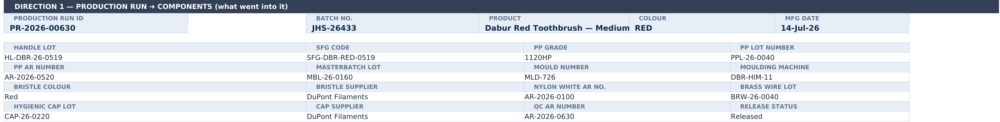 DIRECTION 1 — PRODUCTION RUN → COMPONENTS (what went into it)
PRODUCTION RUN ID BATCH NO. PRODUCT COLOUR MFG DATE
PR-2026-00630 JHS-26433 Dabur Red Toothbrush — Medium RED 14-Jul-26
HANDLE LOT SFG CODE PP GRADE PP LOT NUMBER
HL-DBR-26-0519 SFG-DBR-RED-0519 1120HP PPL-26-0040
PP AR NUMBER MASTERBATCH LOT MOULD NUMBER MOULDING MACHINE
AR-2026-0520 MBL-26-0160 MLD-726 DBR-HIM-11
BRISTLE COLOUR BRISTLE SUPPLIER NYLON WHITE AR NO. BRASS WIRE LOT
Red DuPont Filaments AR-2026-0100 BRW-26-0040
HYGIENIC CAP LOT CAP SUPPLIER QC AR NUMBER RELEASE STATUS
CAP-26-0220 DuPont Filaments AR-2026-0630 Released